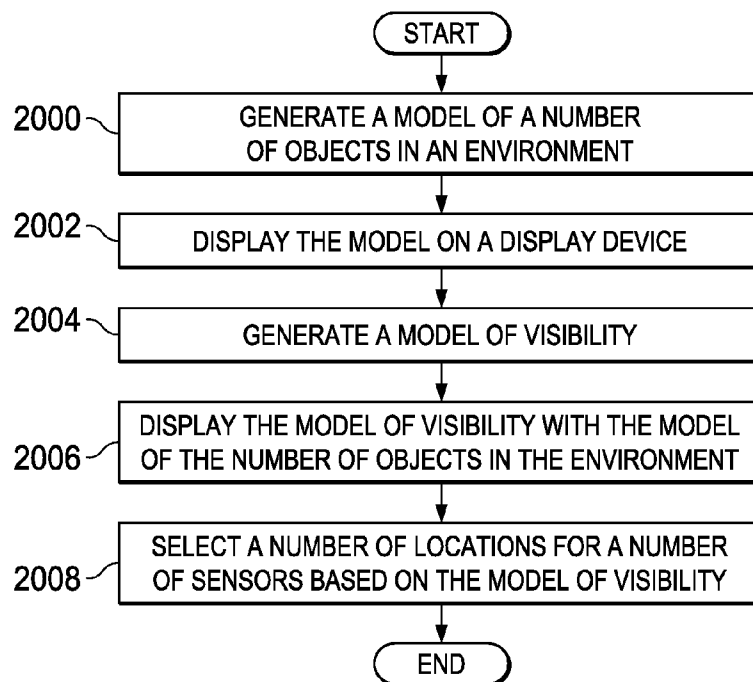 START
2000
GENERATE A MODEL OF A NUMBER
OF OBJECTS IN AN ENVIRONMENT
2002
DISPLAY THE MODEL ON A DISPLAY DEVICE
2004
GENERATE A MODEL OF VISIBILITY
2006
DISPLAY THE MODEL OF VISIBILITY WITH THE MODEL
OF THE NUMBER OF OBJECTS IN THE ENVIRONMENT
2008
SELECT A NUMBER OF LOCATIONS FOR A NUMBER
OF SENSORS BASED ON THE MODEL OF VISIBILITY
END